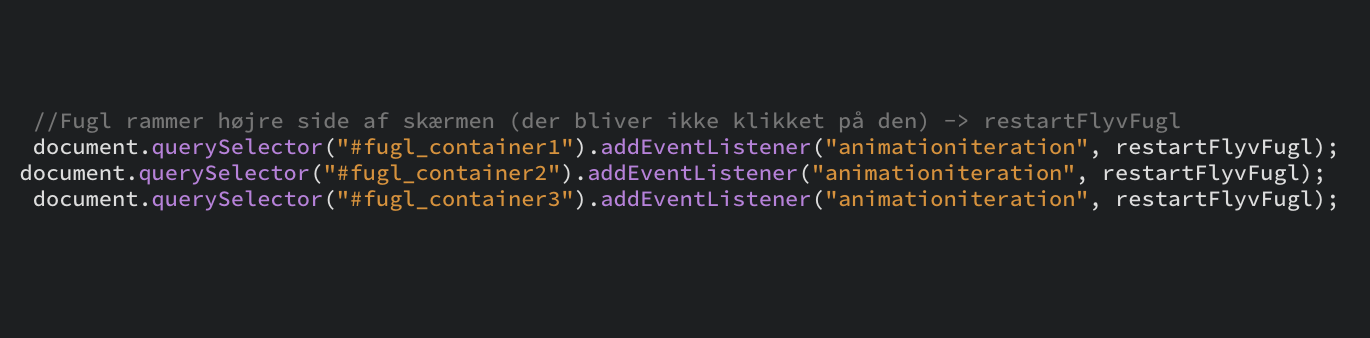 //Fugl rammer højre side af skærmen (der bliver ikke klikket på den) -> restartFlyvFugl
document.querySelector("#fugl_container1").addEventListener("animationiteration", restartFlyvFugl);
document.querySelector("#fugl_container2").addEventListener("animationiteration", restartFlyvFugl);
document.querySelector("#fugl_container3").addEventListener("animationiteration", restartFlyvFugl);